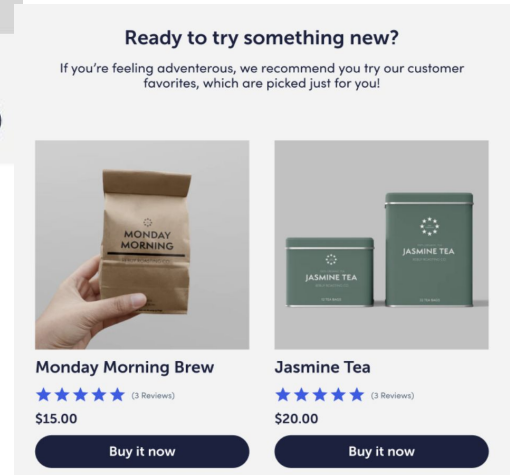 Ready to try something new?
If you're feeling adventerous, we recommend you try our customer
favorites, which are picked just for you!
MONDAY
MORNING
JASMINE TEA
JASMINE TEA
Monday Morning Brew
(3 Reviews)
$15.00
Buy it now
Jasmine Tea
(3 Reviews)
$20.00
Buy it now